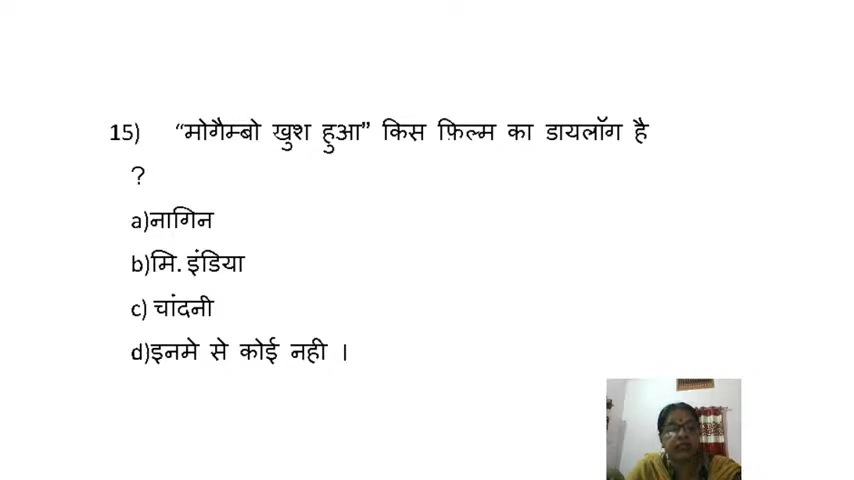 15) “मोगैम्बो खुश हुआ” किस फ़िल्म का डायलॉग है
?
a)नागिन
b)मि. इंडिया
c) चांदनी
d)इनमे से कोई नही ।